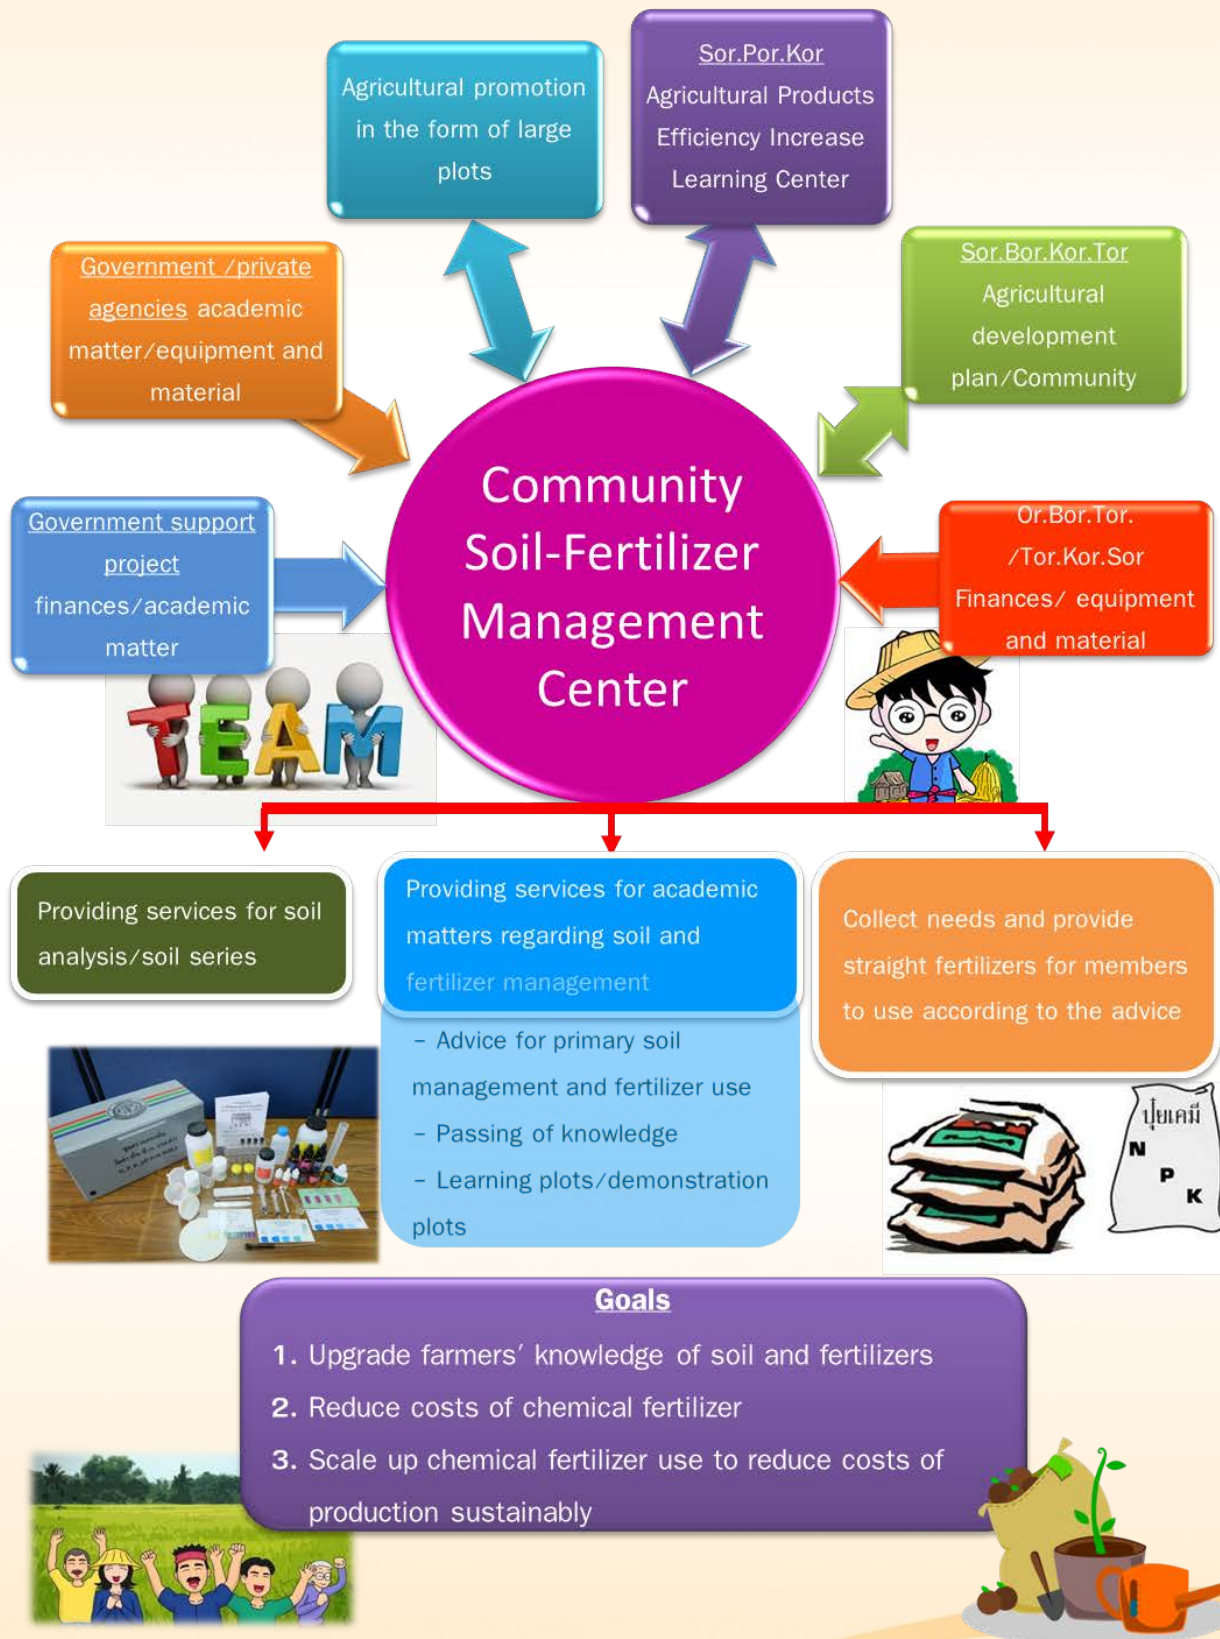 Agricultural promotion
in the form of large
plots
Sor.Por.Kor
Agricultural Products
Efficiency Increase
Learning Center
Government /private
agencies academic
matter/equipment and
material
Sor.Bor.Kor.Tor
Agricultural
development
plan/Community
Government support
project
finances/academic
matter
Community
Soil-Fertilizer
Management
Center
Or.Bor.Tor.
/Tor.Kor.Sor
Finances/ equipment
and material
TEAM
Providing services for soil
analysis/soil series
Providing services for academic
matters regarding soil and
fertilizer management
– Advice for primary soil
management and fertilizer use
– Passing of knowledge
– Learning plots/demonstration
plots
Collect needs and provide
straight fertilizers for members
to use according to the advice
ปุ๋ยเคมี
N
P
K
Goals
1. Upgrade farmers’ knowledge of soil and fertilizers
2. Reduce costs of chemical fertilizer
3. Scale up chemical fertilizer use to reduce costs of
production sustainably